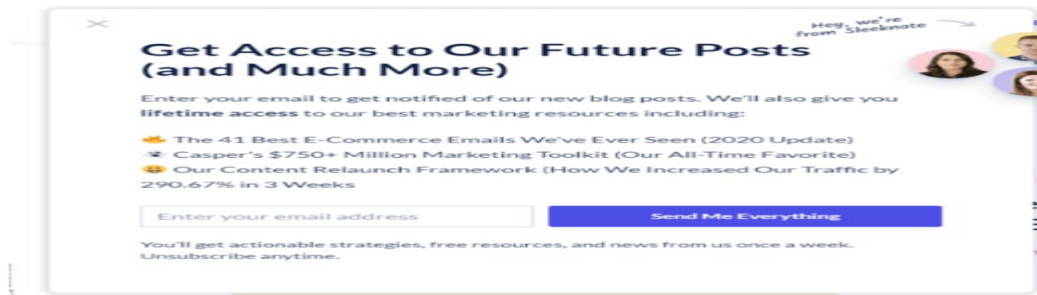 Hey, we're
from Sleeknote
Get Access to Our Future Posts
(and Much More)
Enter your email to get notified of our new blog posts. We'll also give you
lifetime access to our best marketing resources including:
The 41 Best E-Commerce Emails We've Ever Seen (2020 Update)
Casper's $750+ Million Marketing Toolkit (Our All-Time Favorite)
Our Content Relaunch Framework (How We Increased Our Traffic by
290.67% in 3 Weeks
Enter your email address
Send Me Everything
You'll get actionable strategies, free resources, and news from us once a week.
Unsubscribe anytime.